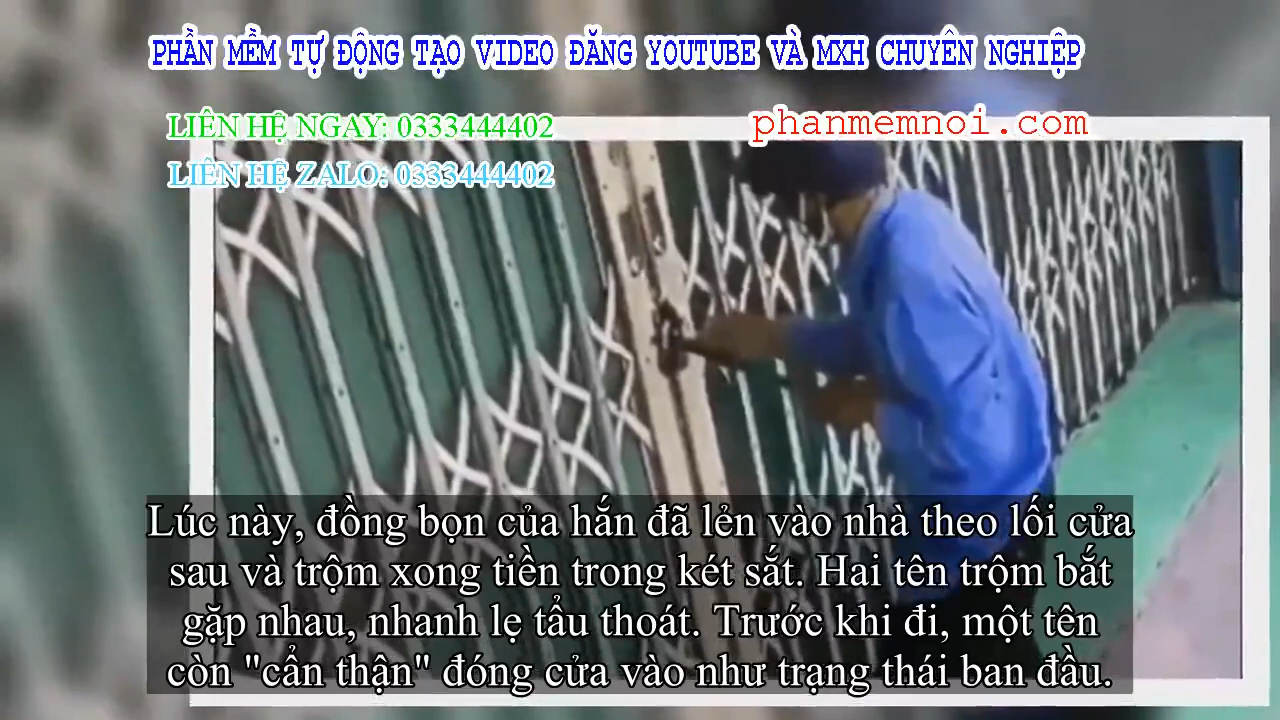 PHẦN MỀM TỰ ĐỘNG TẠO VIDEO ĐĂNG YOUTUBE VÀ MXH CHUYÊN NGHIỆP
LIÊN HỆ NGAY: 0333444402
phanmemnoi.com
LIÊN HỆ ZALO: 0333444402
Lúc này, đồng bọn của hắn đã lẻn vào nhà theo lối cửa
sau và trộm xong tiền trong két sắt. Hai tên trộm bắt
gặp nhau, nhanh lẹ tẩu thoát. Trước khi đi, một tên
còn "cẩn thận" đóng cửa vào như trạng thái ban đầu.